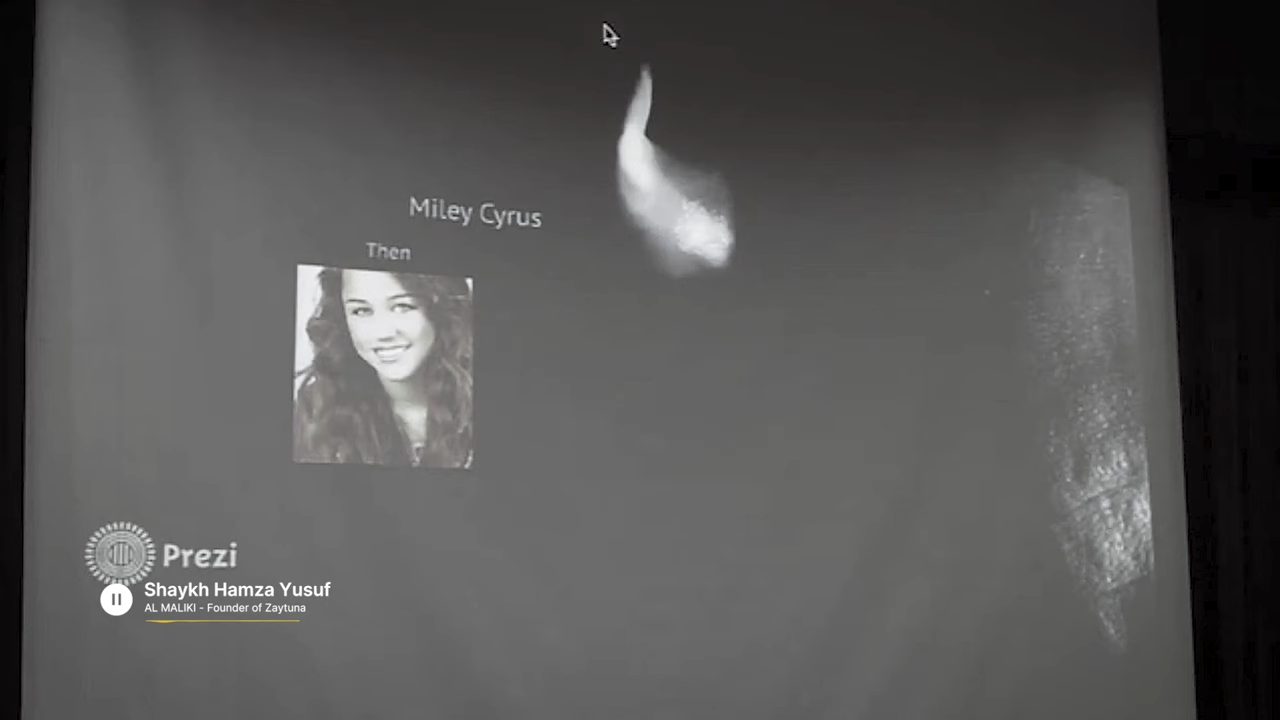 Miley Cyrus
Then
Prezi
Shaykh Hamza Yusuf
AL MALIKI - Founder of Zaytuna